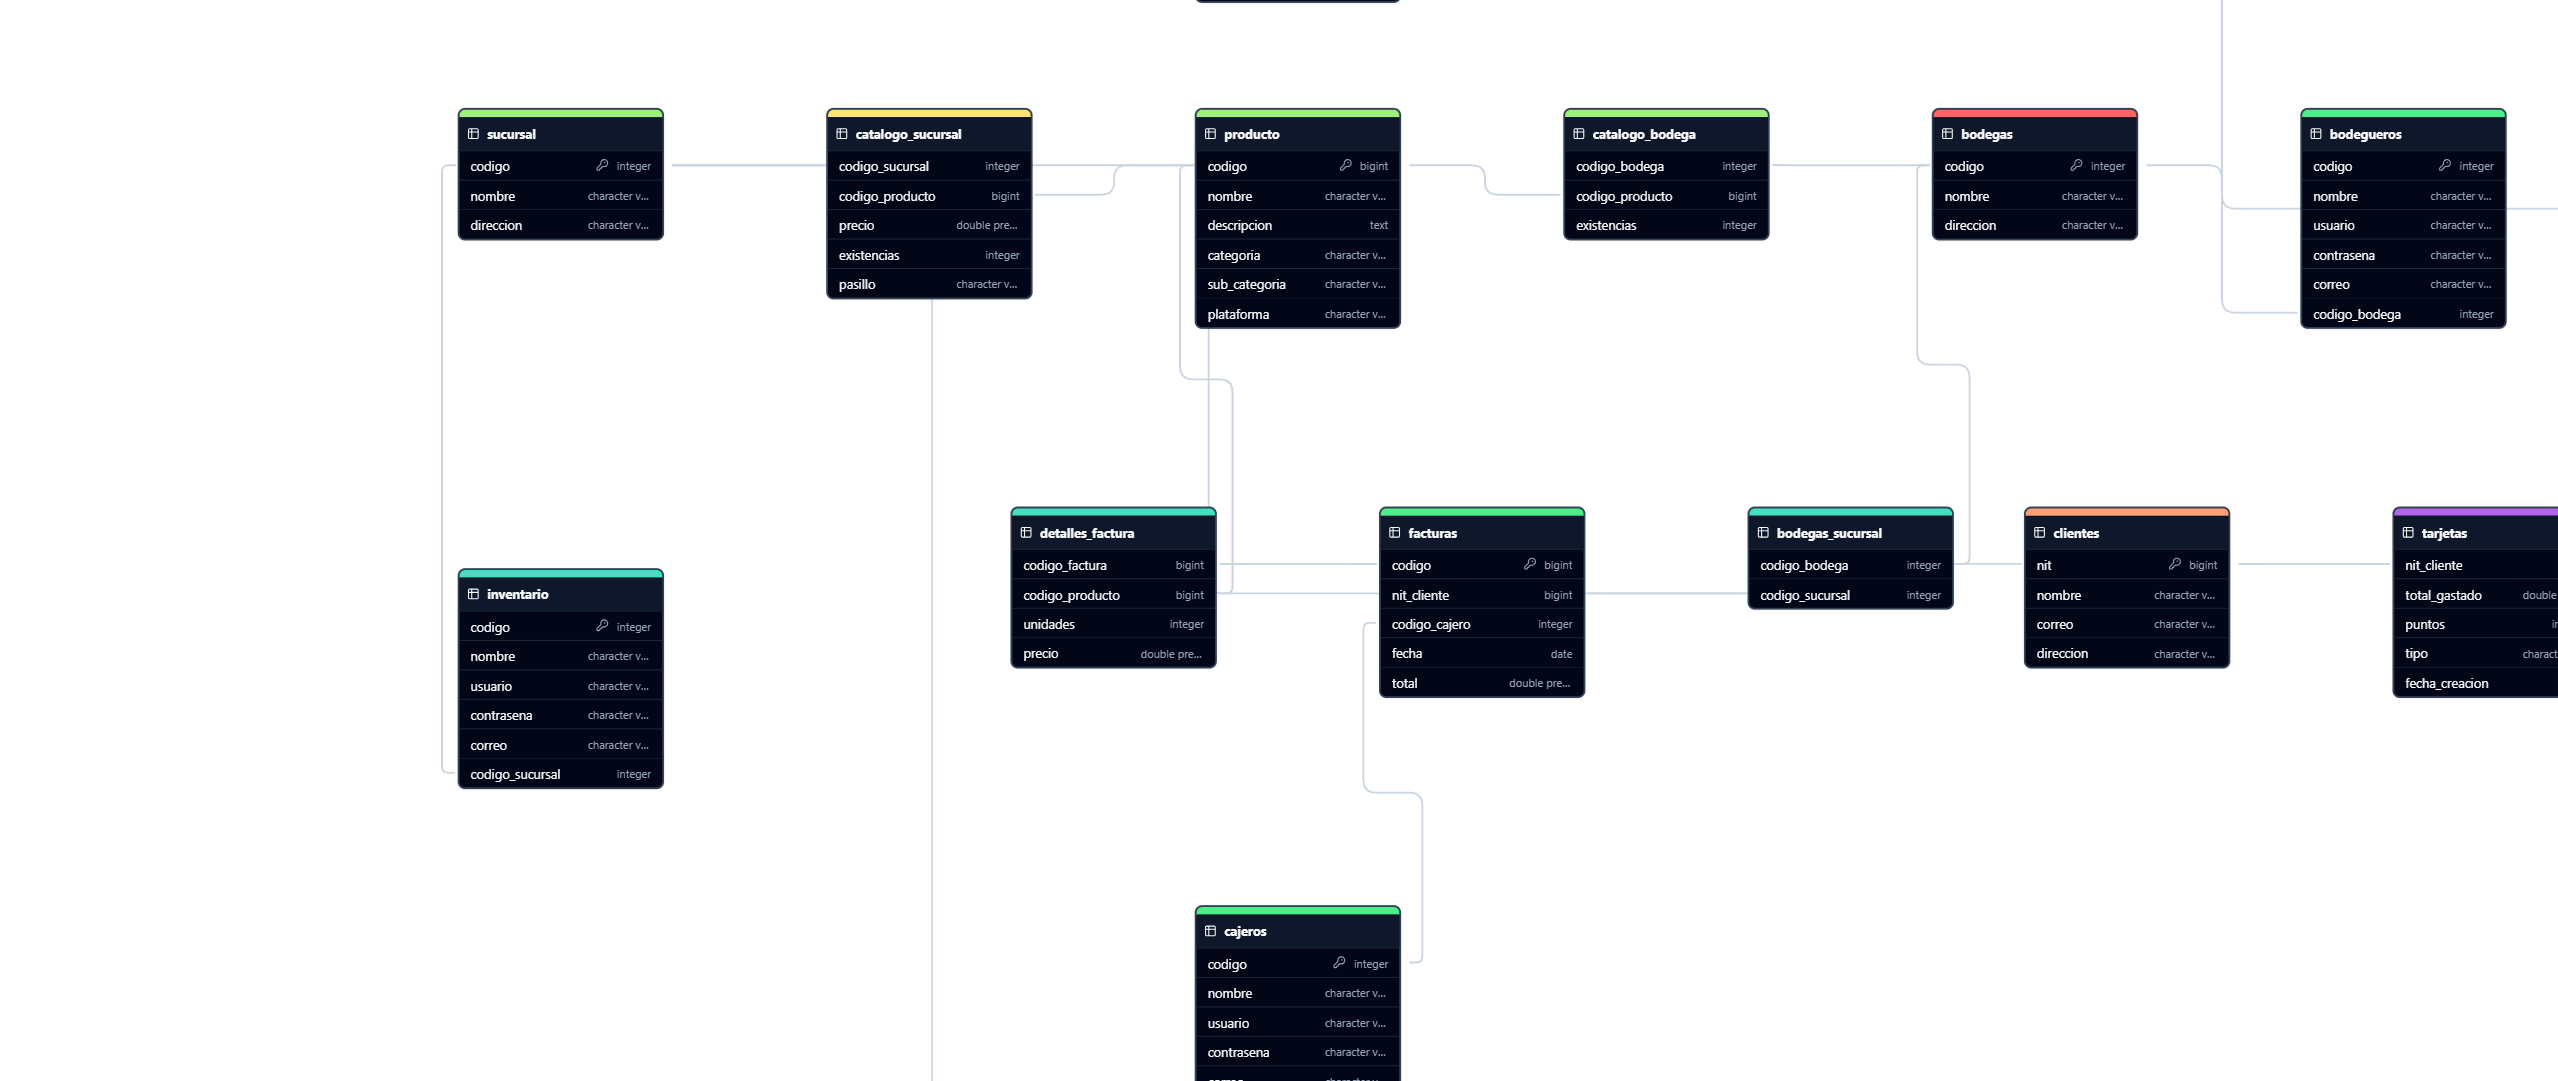 sucursal
codigo integer
nombre character v...
direccion character v...
catalogo_sucursal
codigo_sucursal integer
codigo_producto bigint
precio double pre...
existencias integer
pasillo character v...
producto
codigo bigint
nombre character v...
descripcion text
categoria character v...
sub_categoria character v...
plataforma character v...
catalogo_bodega
codigo_bodega integer
codigo_producto bigint
existencias integer
bodegas
codigo integer
nombre character v...
direccion character v...
bodegueros
codigo integer
nombre character v...
usuario character v...
contrasena character v...
correo character v...
codigo_bodega integer
inventario
codigo integer
nombre character v...
usuario character v...
contrasena character v...
correo character v...
codigo_sucursal integer
detalles_factura
codigo_factura bigint
codigo_producto bigint
unidades integer
precio double pre...
facturas
codigo bigint
nit_cliente bigint
codigo_cajero integer
fecha date
total double pre...
bodegas_sucursal
codigo_bodega integer
codigo_sucursal integer
clientes
nit bigint
nombre character v...
correo character v...
direccion character v...
tarjetas
nit_cliente
total_gastado double
puntos
tipo
fecha_creacion
cajeros
codigo integer
nombre character v...
usuario character v...
contrasena character v...